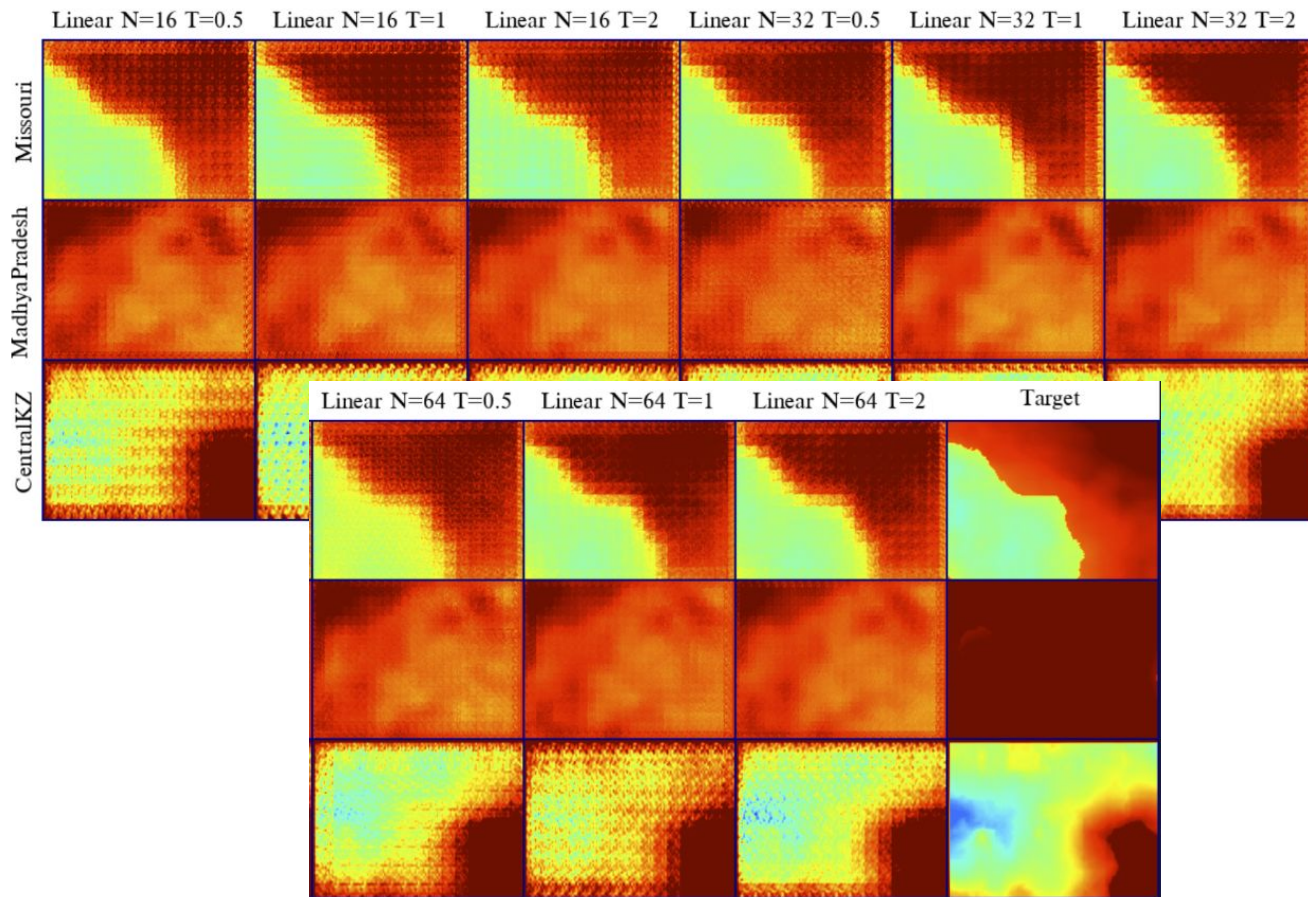 Linear N=16 T=0.5 Linear N=16 T=1 Linear N=16 T=2 Linear N=32 T=0.5 Linear N=32 T=1 Linear N=32 T=2
Missouri
MadhyaPradesh
CentralKZ
Linear N=64 T=0.5 Linear N=64 T=1 Linear N=64 T=2 Target